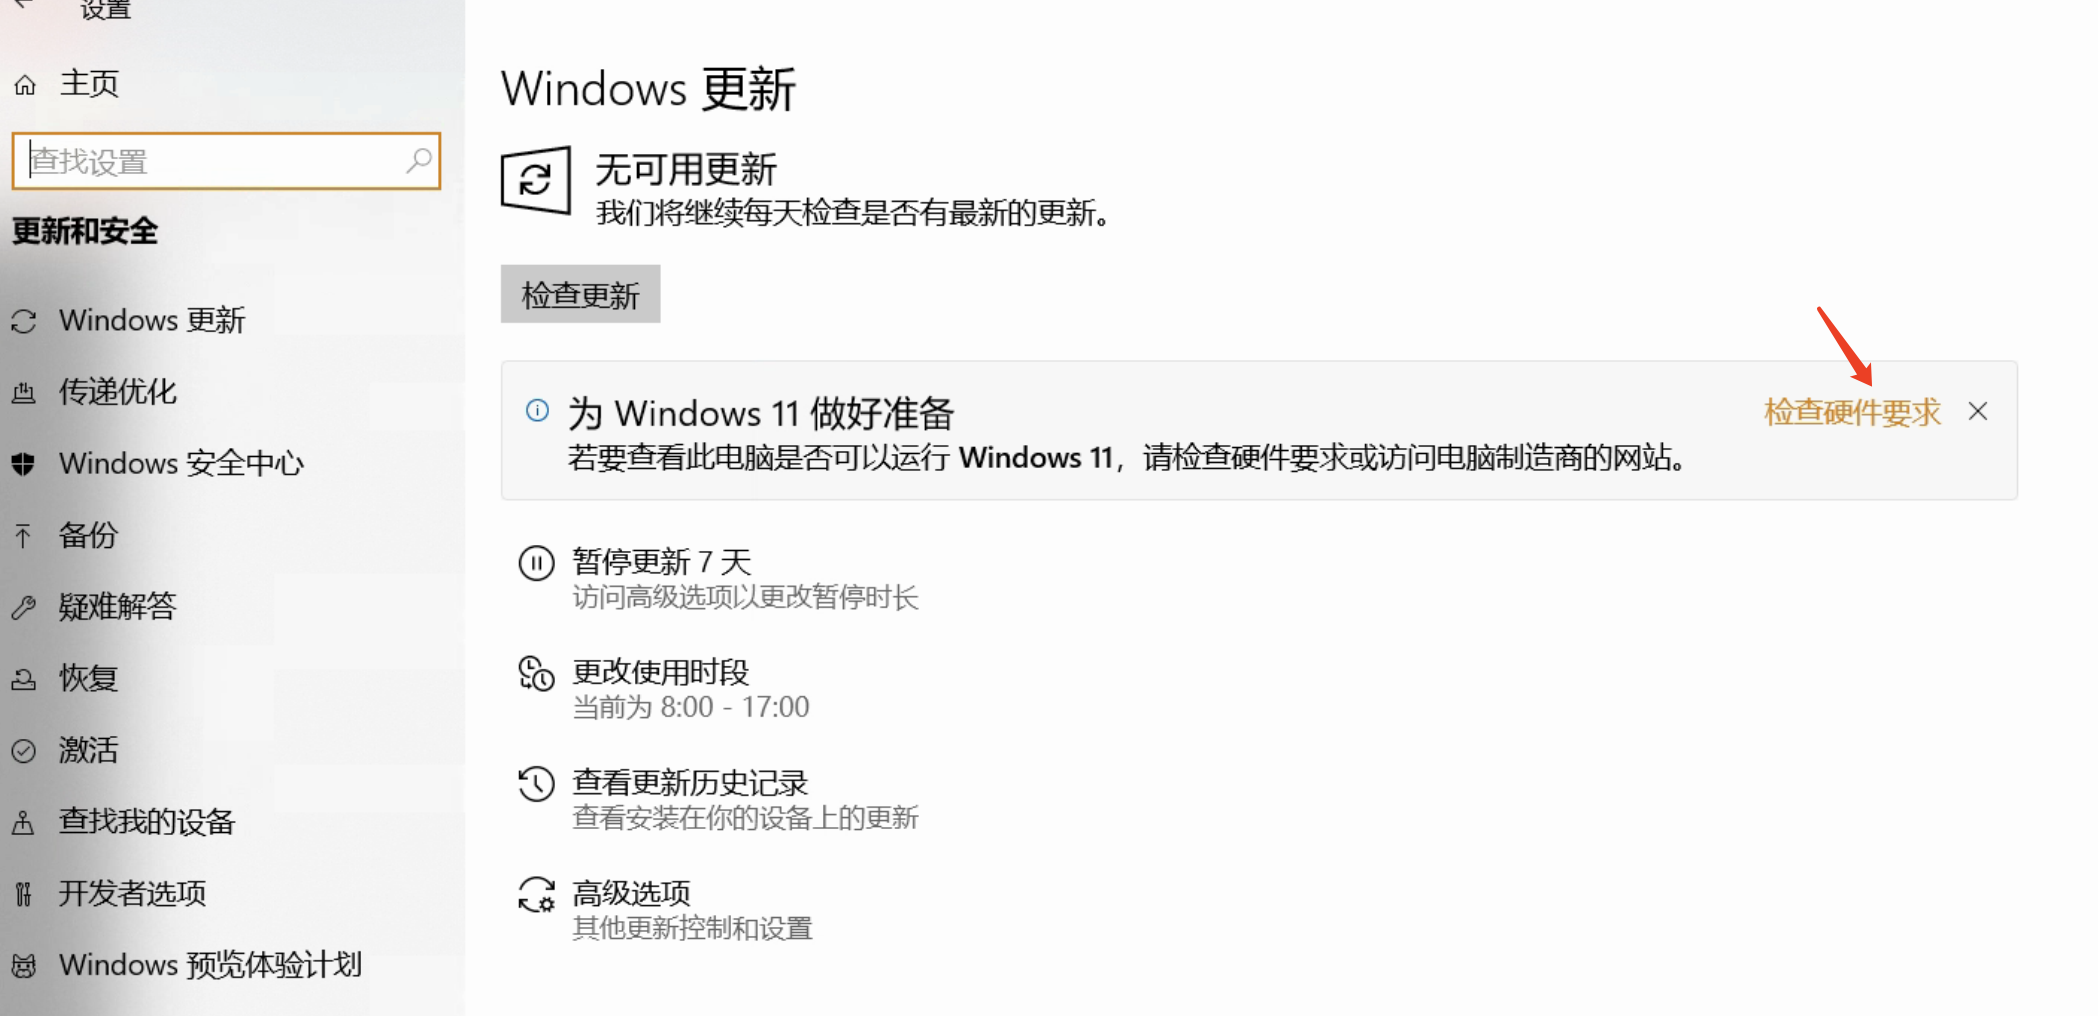 设置
主页
查找设置
更新和安全
Windows 更新
传递优化
Windows 安全中心
备份
疑难解答
恢复
激活
查找我的设备
开发者选项
Windows 预览体验计划
Windows 更新
无可用更新
我们将继续每天检查是否有最新的更新。
检查更新
为 Windows 11 做好准备
检查硬件要求
若要查看此电脑是否可以运行 Windows 11，请检查硬件要求或访问电脑制造商的网站。
暂停更新 7 天
访问高级选项以更改暂停时长
更改使用时段
当前为 8:00 - 17:00
查看更新历史记录
查看安装在你的设备上的更新
高级选项
其他更新控制和设置